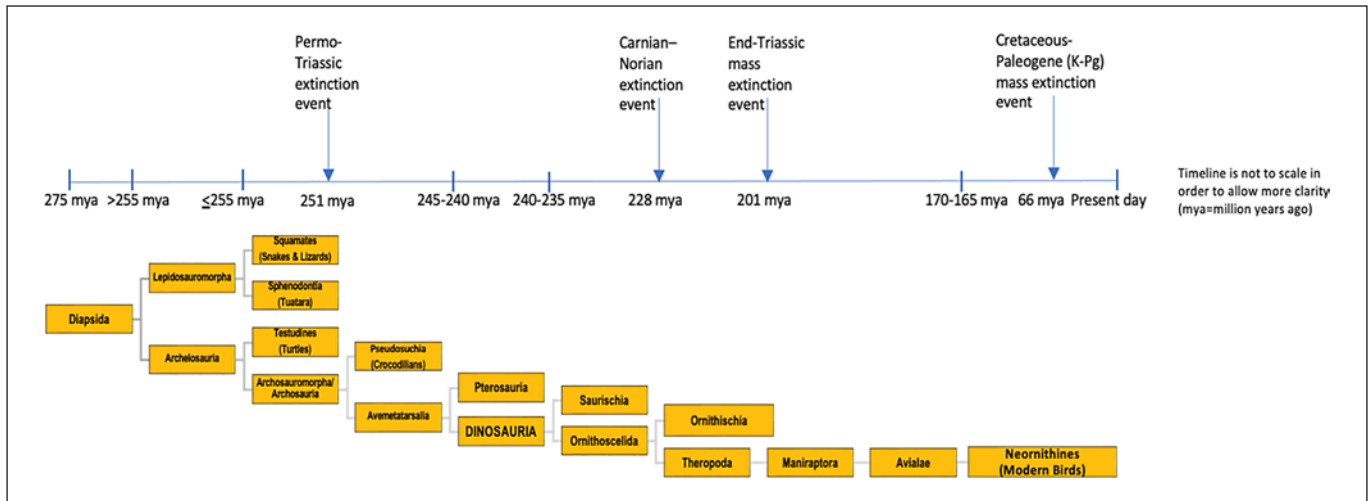 Permo-
Triassic
extinction
event
Carnian–
Norian
extinction
event
End-Triassic
mass
extinction
event
Cretaceous-
Paleogene (K-Pg)
mass extinction
event
275 mya
>255 mya
≤255 mya
251 mya
245-240 mya
240-235 mya
228 mya
201 mya
170-165 mya
66 mya
Present day
Timeline is not to scale in
order to allow more clarity
(mya=million years ago)
Squamates
(Snakes & Lizards)
Lepidosauromorpha
Sphenodontia
(Tuatara)
Diapsida
Testudines
(Turtles)
Archelosauria
Pseudosuchia
(Crocodilians)
Archosauromorpha/
Archosauria
Pterosauria
Avemetatarsalia
DINOSAURIA
Saurischia
Ornithoscelida
Ornithischia
Theropoda
Maniraptora
Avialae
Neornithines
(Modern Birds)